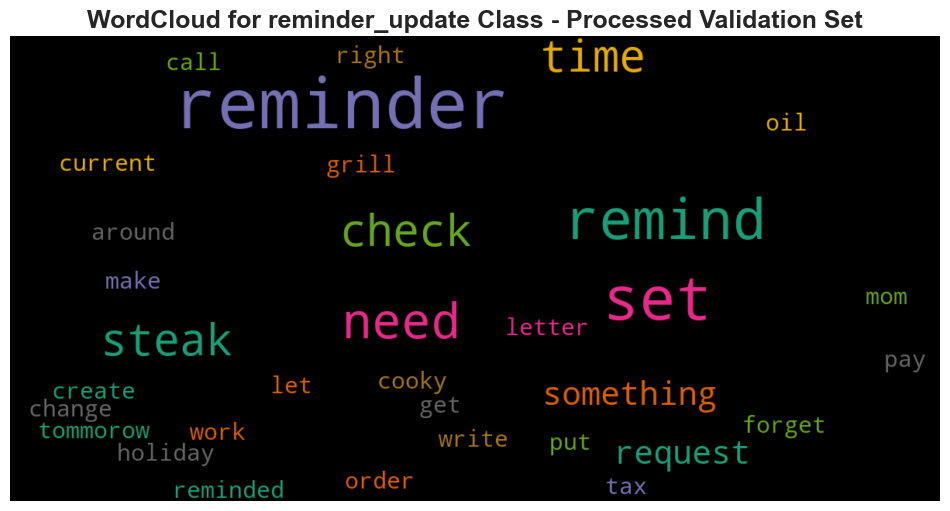 WordCloud for reminder_update Class - Processed Validation Set
call
right
time
reminder
oil
current
grill
around
check
remind
make
set
mom
steak
need
letter
pay
create
let
cooky
something
change
get
tommorow
work
write
put
forget
holiday
request
reminded
order
tax